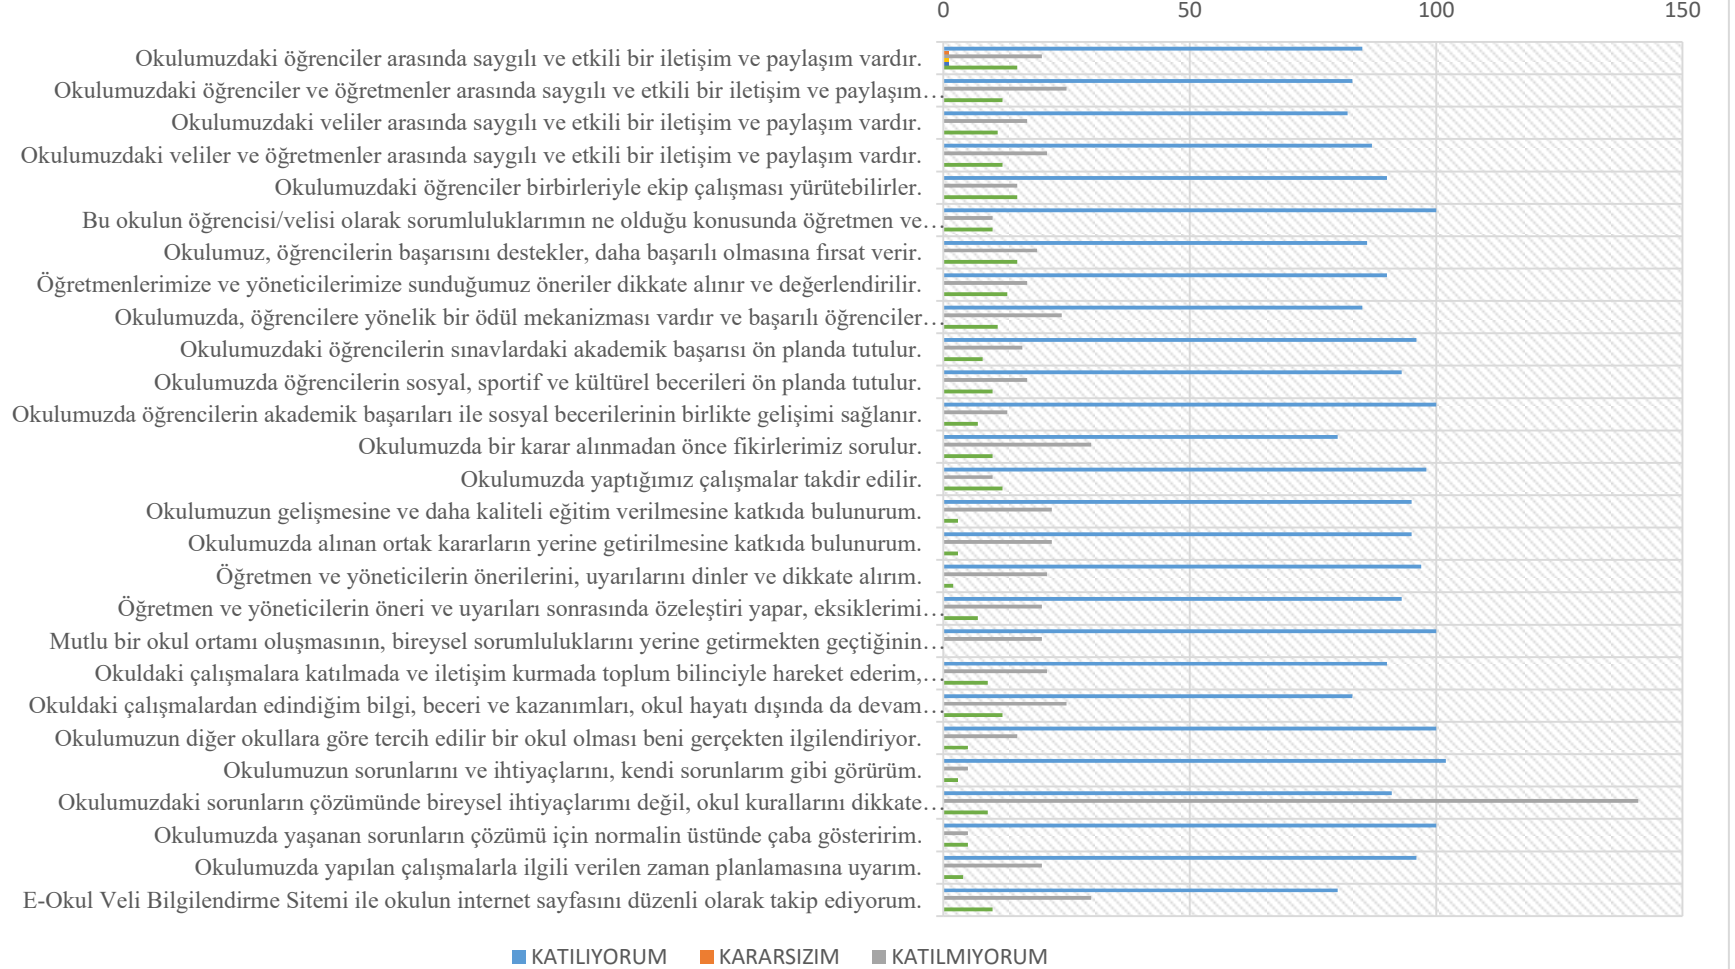 0 50 100 150
Okulumuzdaki öğrenciler arasında saygılı ve etkili bir iletişim ve paylaşım vardır.
Okulumuzdaki öğrenciler ve öğretmenler arasında saygılı ve etkili bir iletişim ve paylaşım…
Okulumuzdaki veliler arasında saygılı ve etkili bir iletişim ve paylaşım vardır.
Okulumuzdaki veliler ve öğretmenler arasında saygılı ve etkili bir iletişim ve paylaşım vardır.
Okulumuzdaki öğrenciler birbirleriyle ekip çalışması yürütebilirler.
Bu okulun öğrencisi/velisi olarak sorumluluklarımın ne olduğu konusunda öğretmen ve…
Okulumuz, öğrencilerin başarısını destekler, daha başarılı olmasına fırsat verir.
Öğretmenlerimize ve yöneticilerimize sunduğumuz öneriler dikkate alınır ve değerlendirilir.
Okulumuzda, öğrencilere yönelik bir ödül mekanizması vardır ve başarılı öğrenciler…
Okulumuzdaki öğrencilerin sınavlardaki akademik başarısı ön planda tutulur.
Okulumuzda öğrencilerin sosyal, sportif ve kültürel becerileri ön planda tutulur.
Okulumuzda öğrencilerin akademik başarıları ile sosyal becerilerinin birlikte gelişimi sağlanır.
Okulumuzda bir karar alınmadan önce fikirlerimiz sorulur.
Okulumuzda yaptığımız çalışmalar takdir edilir.
Okulumuzun gelişmesine ve daha kaliteli eğitim verilmesine katkıda bulunurum.
Okulumuzda alınan ortak kararların yerine getirilmesine katkıda bulunurum.
Öğretmen ve yöneticilerin önerilerini, uyarılarını dinler ve dikkate alırım.
Öğretmen ve yöneticilerin öneri ve uyarıları sonrasında özeleştiri yapar, eksiklerimi…
Mutlu bir okul ortamı oluşmasının, bireysel sorumluluklarını yerine getirmekten geçtiğinin…
Okuldaki çalışmalara katılmada ve iletişim kurmada toplum bilinciyle hareket ederim,…
Okuldaki çalışmalardan edindiğim bilgi, beceri ve kazanımları, okul hayatı dışında da devam…
Okulumuzun diğer okullara göre tercih edilir bir okul olması beni gerçekten ilgilendiriyor.
Okulumuzun sorunlarını ve ihtiyaçlarını, kendi sorunlarım gibi görürüm.
Okulumuzdaki sorunların çözümünde bireysel ihtiyaçlarımı değil, okul kurallarını dikkate…
Okulumuzda yaşanan sorunların çözümü için normalin üstünde çaba gösteririm.
Okulumuzda yapılan çalışmalarla ilgili verilen zaman planlamasına uyarım.
E-Okul Veli Bilgilendirme Sitemi ile okulun internet sayfasını düzenli olarak takip ediyorum.
KATILIYORUM KARARSIZIM KATILMIYORUM